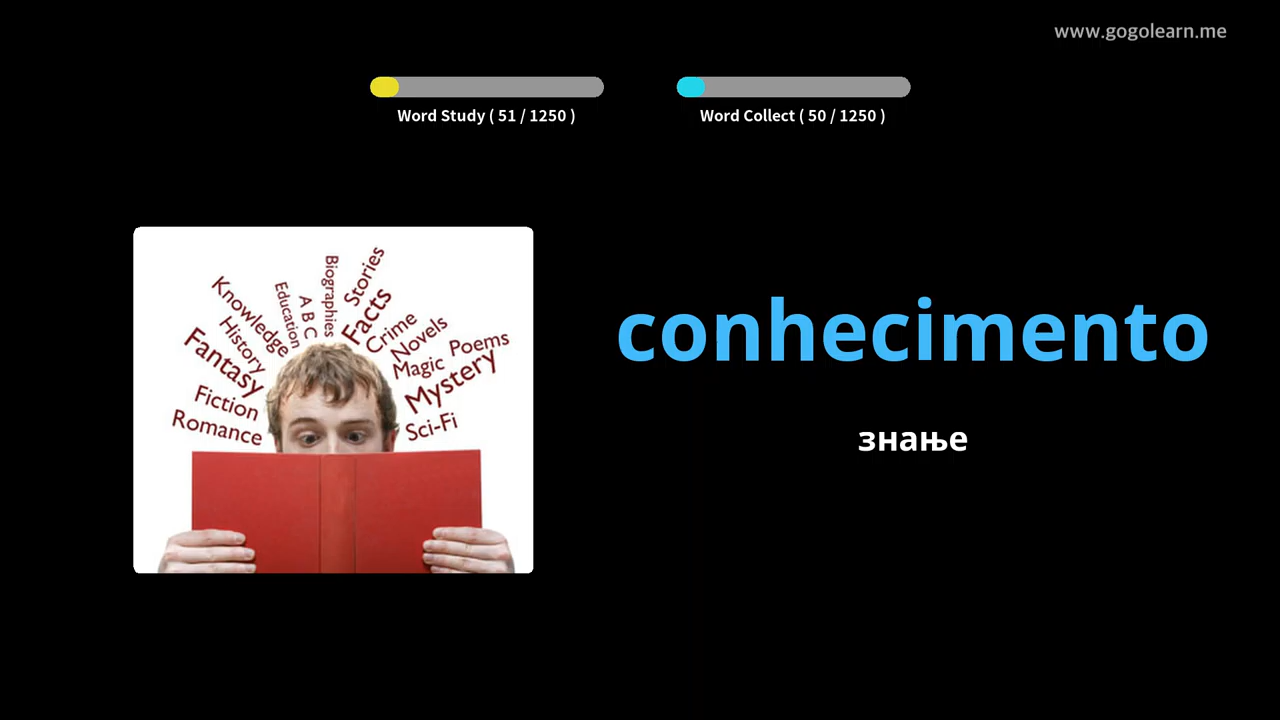 www.gogolearn.me
Word Study ( 51 / 1250 )
Word Collect ( 50 / 1250 )
Biographies
Stories
Education
A B C
Facts
Knowledge
Crime
History
Novels
Fantasy
Magic
Poems
Mystery
Fiction
Romance
Sci-Fi
conhecimento
знање